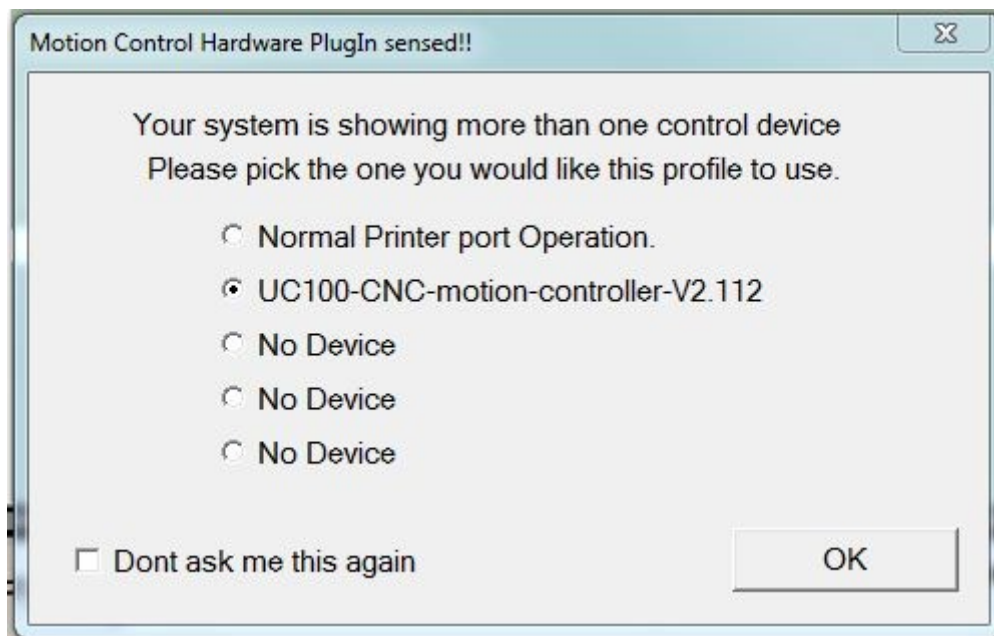 Motion Control Hardware PlugIn sensed!!
Your system is showing more than one control device
Please pick the one you would like this profile to use.
Normal Printer port Operation.
UC100-CNC-motion-controller-V2.112
No Device
No Device
No Device
Dont ask me this again
OK